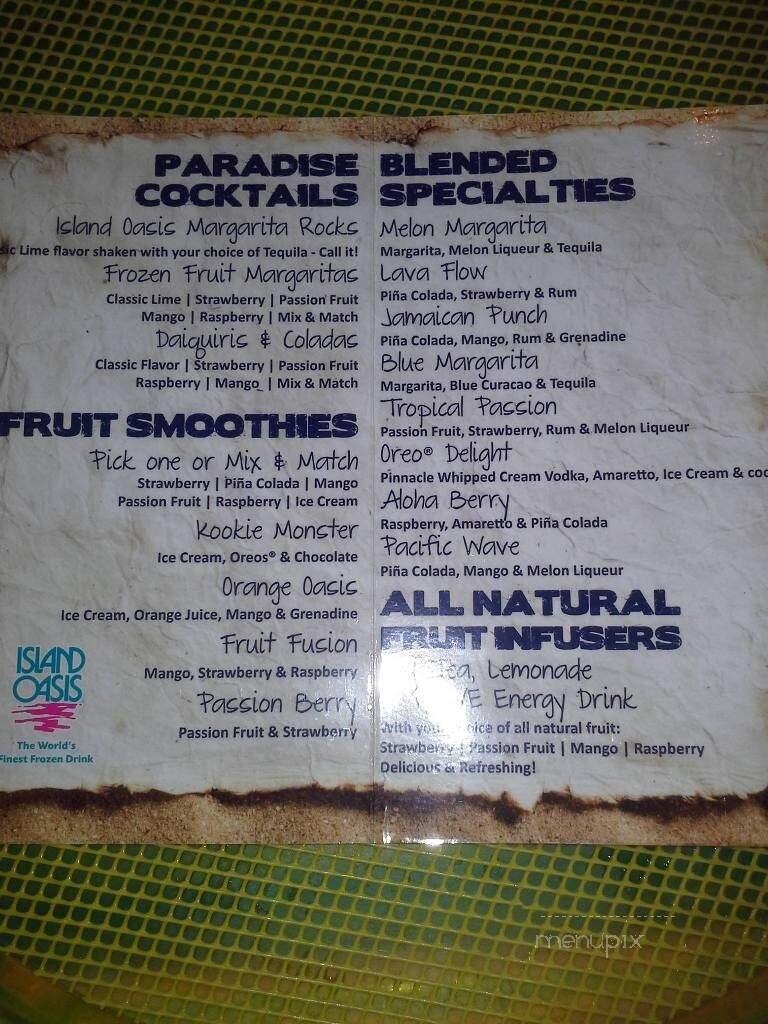 PARADISE
COCKTAILS
Island Oasis Margarita Rocks
Lime flavor shaken with your choice of Tequila - Call it!
Frozen Fruit Margaritas
Classic Lime | Strawberry | Passion Fruit
Mango | Raspberry | Mix & Match
Daiquiris & Coladas
Classic Flavor | Strawberry | Passion Fruit
Raspberry | Mango | Mix & Match
FRUIT SMOOTHIES
Pick one or Mix & Match
Strawberry | Piña Colada | Mango
Passion Fruit | Raspberry | Ice Cream
Kookie Monster
Ice Cream, Oreos® & Chocolate
Orange Oasis
Ice Cream, Orange Juice, Mango & Grenadine
Fruit Fusion
Mango, Strawberry & Raspberry
Passion Berry
Passion Fruit & Strawberry
ISLAND
OASIS
The World's
Finest Frozen Drink
BLENDED
SPECIALTIES
Melon Margarita
Margarita, Melon Liqueur & Tequila
Lava Flow
Piña Colada, Strawberry & Rum
Jamaican Punch
Piña Colada, Mango, Rum & Grenadine
Blue Margarita
Margarita, Blue Curacao & Tequila
Tropical Passion
Passion Fruit, Strawberry, Rum & Melon Liqueur
Oreo® Delight
Pinnacle Whipped Cream Vodka, Amaretto, Ice Cream &
Aloha Berry
Raspberry, Amaretto & Piña Colada
Pacific Wave
Piña Colada, Mango & Melon Liqueur
ALL NATURAL
FRUIT INFUSERS
Lemonade
Energy Drink
With your choice of all natural fruit:
Strawberry | Passion Fruit | Mango | Raspberry
Delicious & Refreshing!
menupix